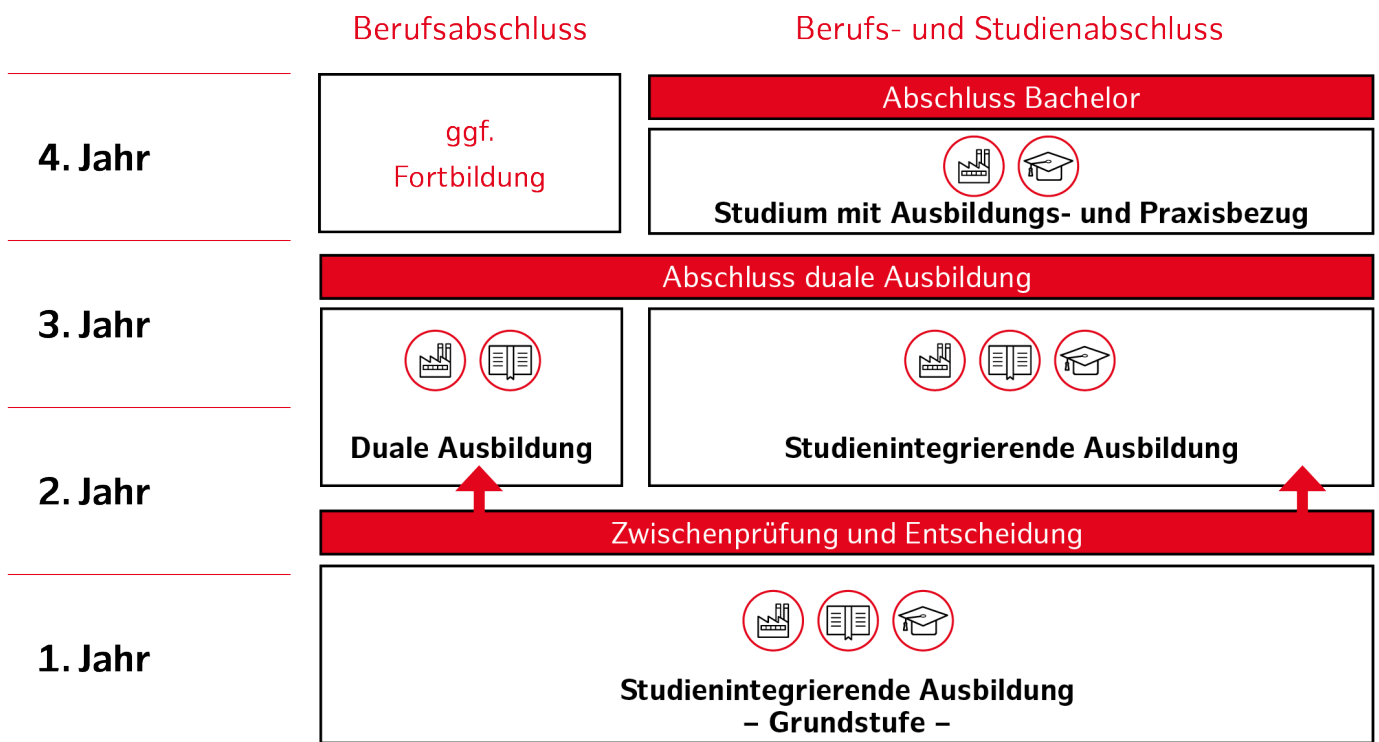 Berufsabschluss
Berufs- und Studienabschluss
4. Jahr
ggf.
Fortbildung
Abschluss Bachelor
Studium mit Ausbildungs- und Praxisbezug
Abschluss duale Ausbildung
3. Jahr
Duale Ausbildung
Studienintegrierende Ausbildung
2. Jahr
Zwischenprüfung und Entscheidung
1. Jahr
Studienintegrierende Ausbildung
– Grundstufe –